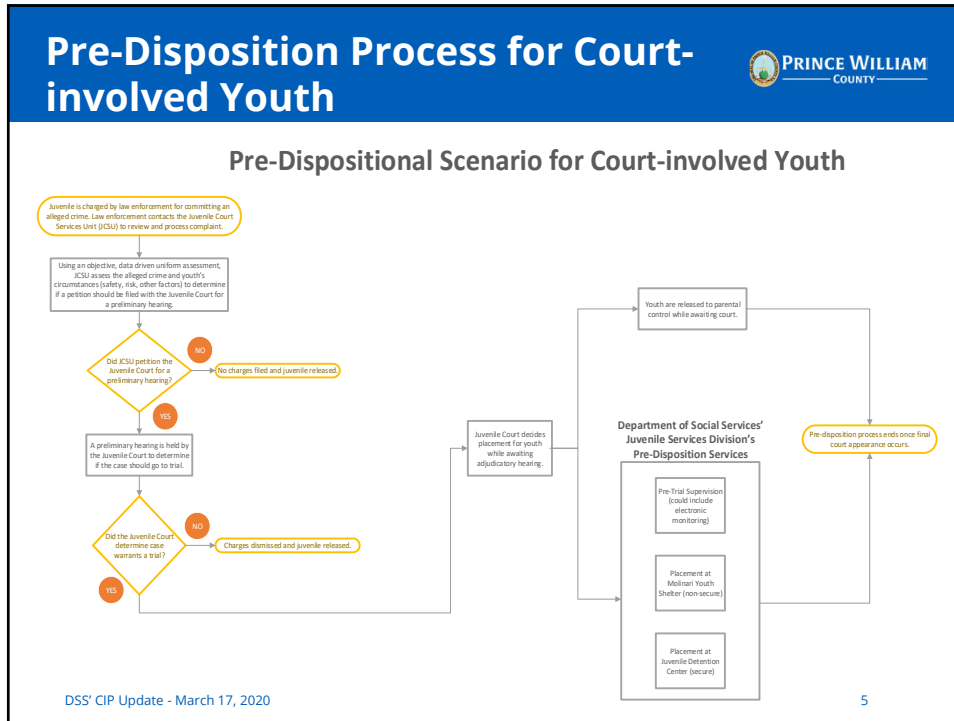 Pre-Disposition Process for Court-
involved Youth
PRINCE WILLIAM
COUNTY
Pre-Dispositional Scenario for Court-involved Youth
Juvenile is charged by law enforcement for committing an
alleged crime. Law enforcement contacts the Juvenile Court
Services Unit (JCSU) to review and process complaint.
Using an objective, data driven uniform assessment,
JCSU assess the alleged crime and youth's
circumstances (safety, risk, other factors) to determine
if a petition should be filed with the Juvenile Court for
a preliminary hearing.
Did JCSU petition the
Juvenile Court for a
preliminary hearing?
NO
No charges filed and juvenile released.
YES
A preliminary hearing is held by
the Juvenile Court to determine
if the case should go to trial.
Did the Juvenile Court
determine case
warrants a trial?
NO
Charges dismissed and juvenile released.
YES
Juvenile Court decides
placement for youth
while awaiting
adjudicatory hearing.
Youth are released to parental
control while awaiting court.
Department of Social Services'
Juvenile Services Division's
Pre-Disposition Services
Pre-Trial Supervision
(could include
electronic
monitoring)
Placement at
Molinari Youth
Shelter (non-secure)
Placement at
Juvenile Detention
Center (secure)
Pre-disposition process ends once final
court appearance occurs.
DSS' CIP Update - March 17, 2020
5